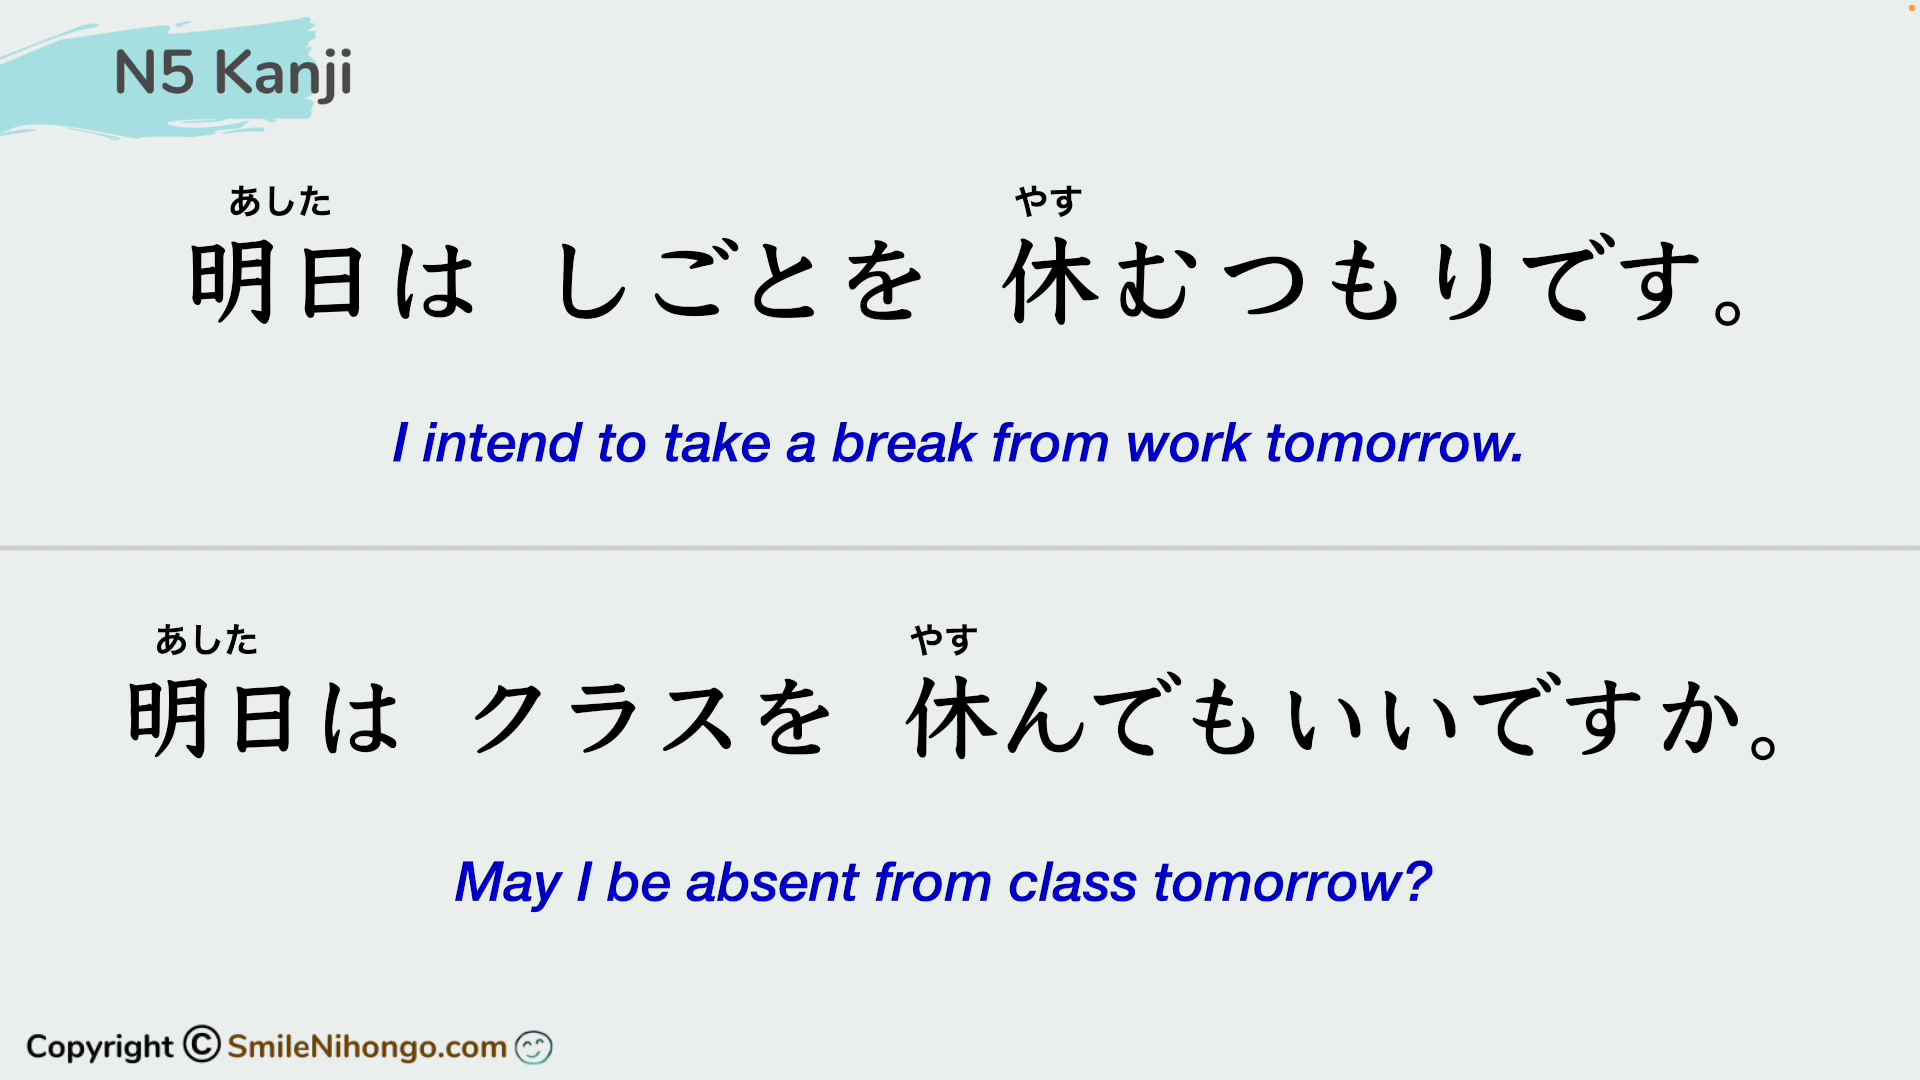 N5 Kanji
あした やす
明日は しごとを 休むつもりです。
I intend to take a break from work tomorrow.
あした やす
明日は クラスを 休んでもいいですか。
May I be absent from class tomorrow?
Copyright © SmileNihongo.com